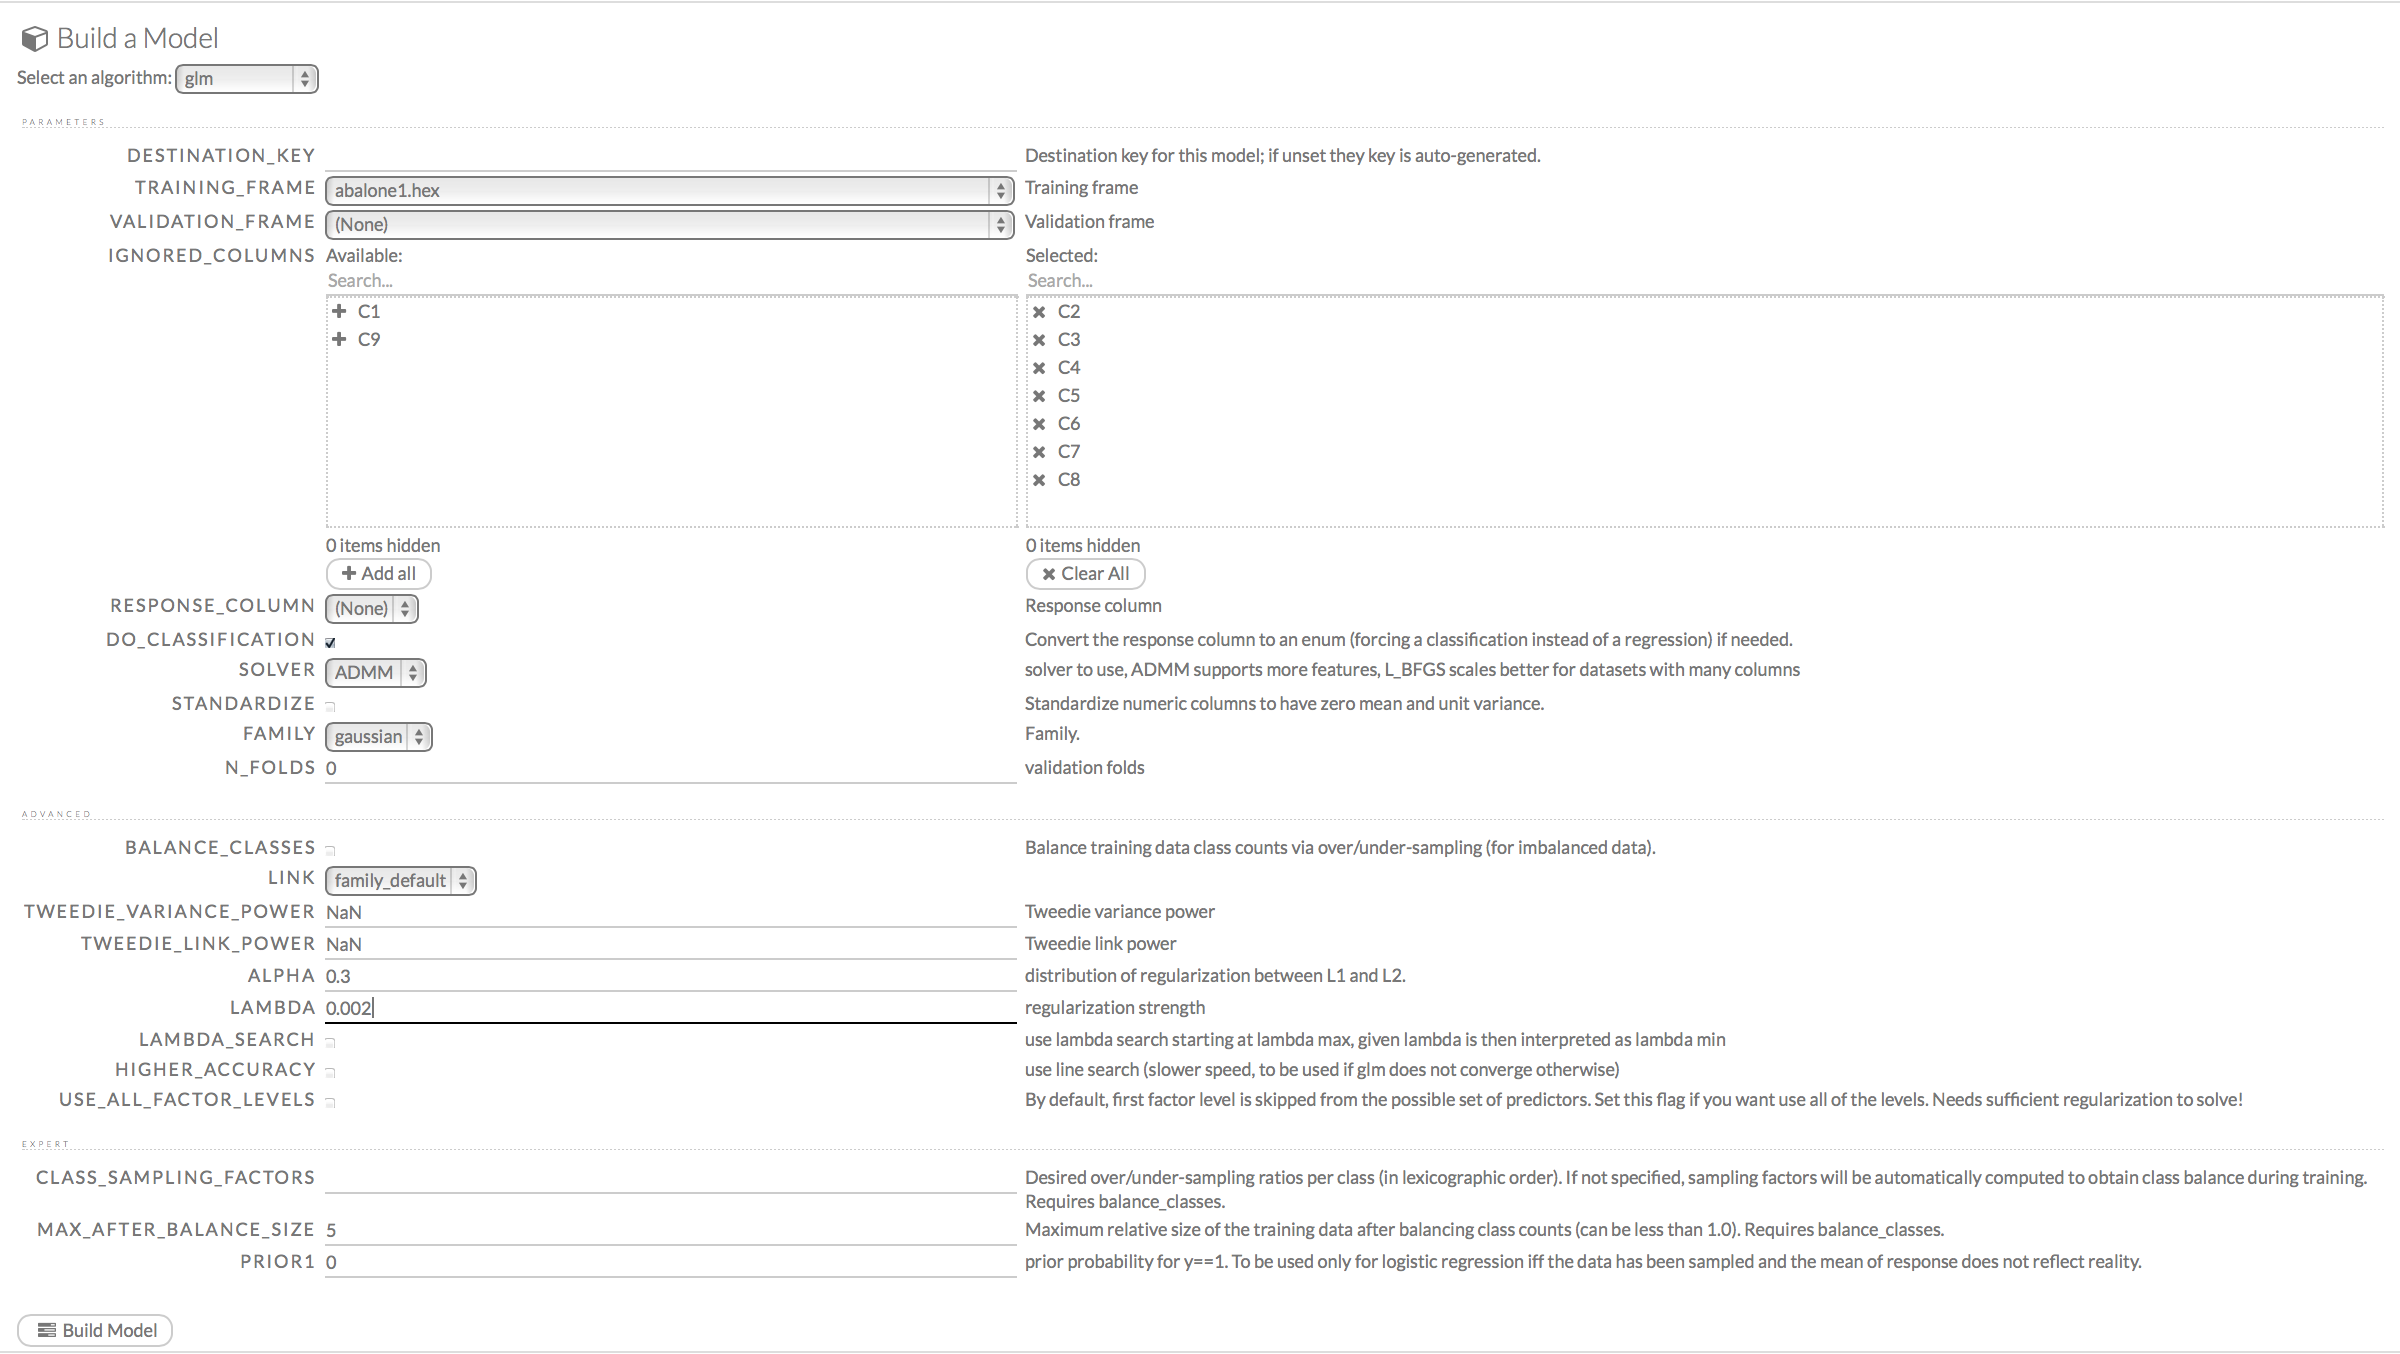 Build a Model
Select an algorithm: glm
PARAMETERS
DESTINATION_KEY Destination key for this model; if unset they key is auto-generated.
TRAINING_FRAME abalone1.hex Training frame
VALIDATION_FRAME (None) Validation frame
IGNORED_COLUMNS Available: Selected:
Search... Search...
C1 C2
C9 C3
C4
C5
C6
C7
C8
0 items hidden 0 items hidden
Add all Clear All
RESPONSE_COLUMN (None) Response column
DO_CLASSIFICATION Convert the response column to an enum (forcing a classification instead of a regression) if needed.
SOLVER ADMM solver to use, ADMM supports more features, L_BFGS scales better for datasets with many columns
STANDARDIZE Standardize numeric columns to have zero mean and unit variance.
FAMILY gaussian Family.
N_FOLDS 0 validation folds
ADVANCED
BALANCE_CLASSES Balance training data class counts via over/under-sampling (for imbalanced data).
LINK family_default
TWEEDIE_VARIANCE_POWER NaN Tweedie variance power
TWEEDIE_LINK_POWER NaN Tweedie link power
ALPHA 0.3 distribution of regularization between L1 and L2.
LAMBDA 0.002 regularization strength
LAMBDA_SEARCH use lambda search starting at lambda max, given lambda is then interpreted as lambda min
HIGHER_ACCURACY use line search (slower speed, to be used if glm does not converge otherwise)
USE_ALL_FACTOR_LEVELS By default, first factor level is skipped from the possible set of predictors. Set this flag if you want use all of the levels. Needs sufficient regularization to solve!
EXPERT
CLASS_SAMPLING_FACTORS Desired over/under-sampling ratios per class (in lexicographic order). If not specified, sampling factors will be automatically computed to obtain class balance during training.
Requires balance_classes.
MAX_AFTER_BALANCE_SIZE 5 Maximum relative size of the training data after balancing class counts (can be less than 1.0). Requires balance_classes.
PRIOR1 0 prior probability for y==1. To be used only for logistic regression iff the data has been sampled and the mean of response does not reflect reality.
Build Model